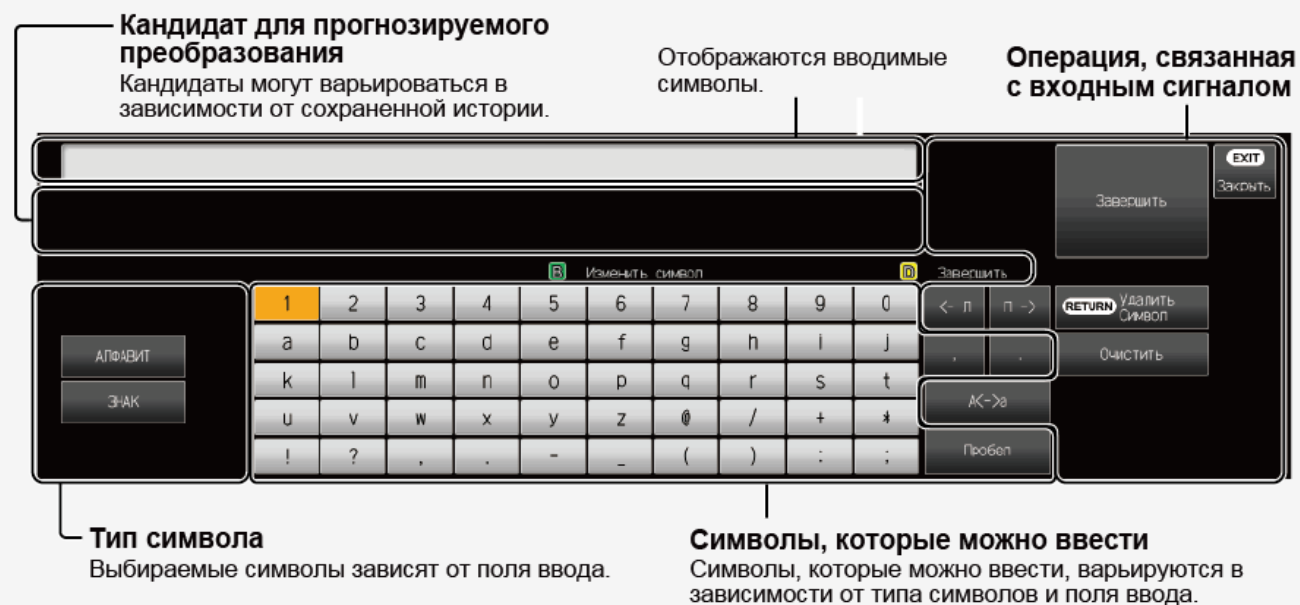 Кандидат для прогнозируемого
преобразования
Кандидаты могут варьироваться в
зависимости от сохраненной истории.
Отображаются вводимые
символы.
Операция, связанная
с входным сигналом
EXIT
Закрыть
Завершить
B Изменить символ D Завершить
АЛФАВИТ
ЗНАК
1 2 3 4 5 6 7 8 9 0
a b c d e f g h i j
k l m n o p q r s t
u v w x y z @ / + *
! ? , . - _ ( ) : ;
<- П П ->
, .
A<->a
Пробел
RETURN Удалить
Символ
Очистить
Тип символа
Выбираемые символы зависят от поля ввода.
Символы, которые можно ввести
Символы, которые можно ввести, варьируются в
зависимости от типа символов и поля ввода.